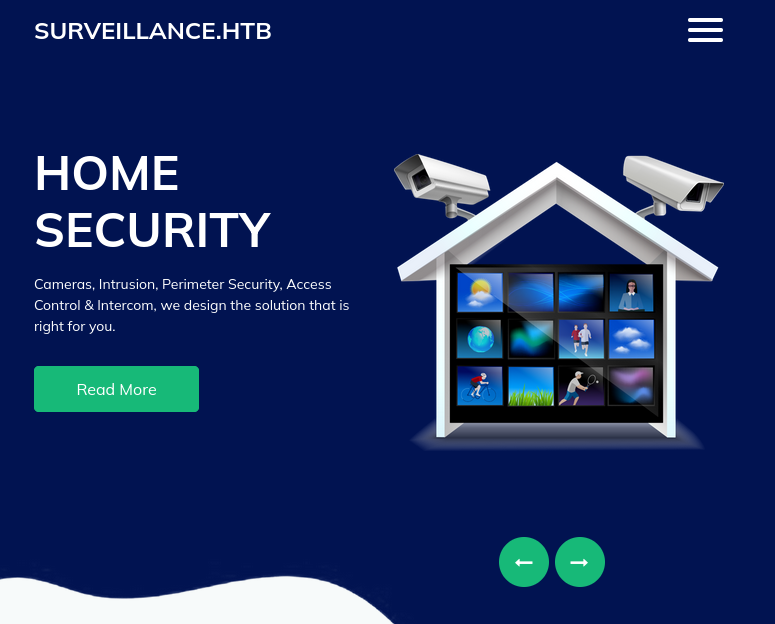 SURVEILLANCE.HTB
HOME
SECURITY
Cameras, Intrusion, Perimeter Security, Access
Control & Intercom, we design the solution that is
right for you.
Read More